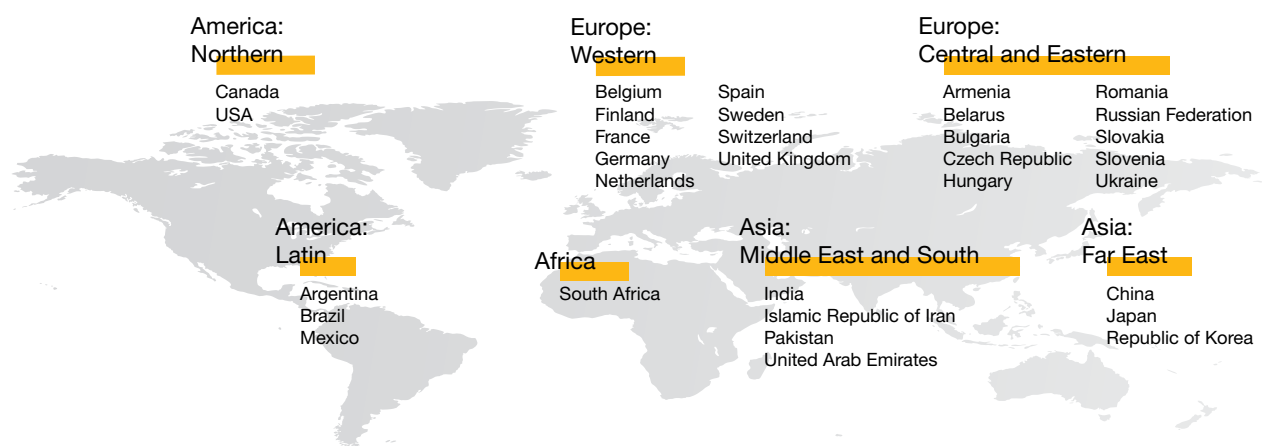 America:
Northern
Canada
USA
Europe:
Western
Belgium
Finland
France
Germany
Netherlands
Spain
Sweden
Switzerland
United Kingdom
Europe:
Central and Eastern
Armenia
Belarus
Bulgaria
Czech Republic
Hungary
Romania
Russian Federation
Slovakia
Slovenia
Ukraine
America:
Latin
Argentina
Brazil
Mexico
Africa
South Africa
Asia:
Middle East and South
India
Islamic Republic of Iran
Pakistan
United Arab Emirates
Asia:
Far East
China
Japan
Republic of Korea